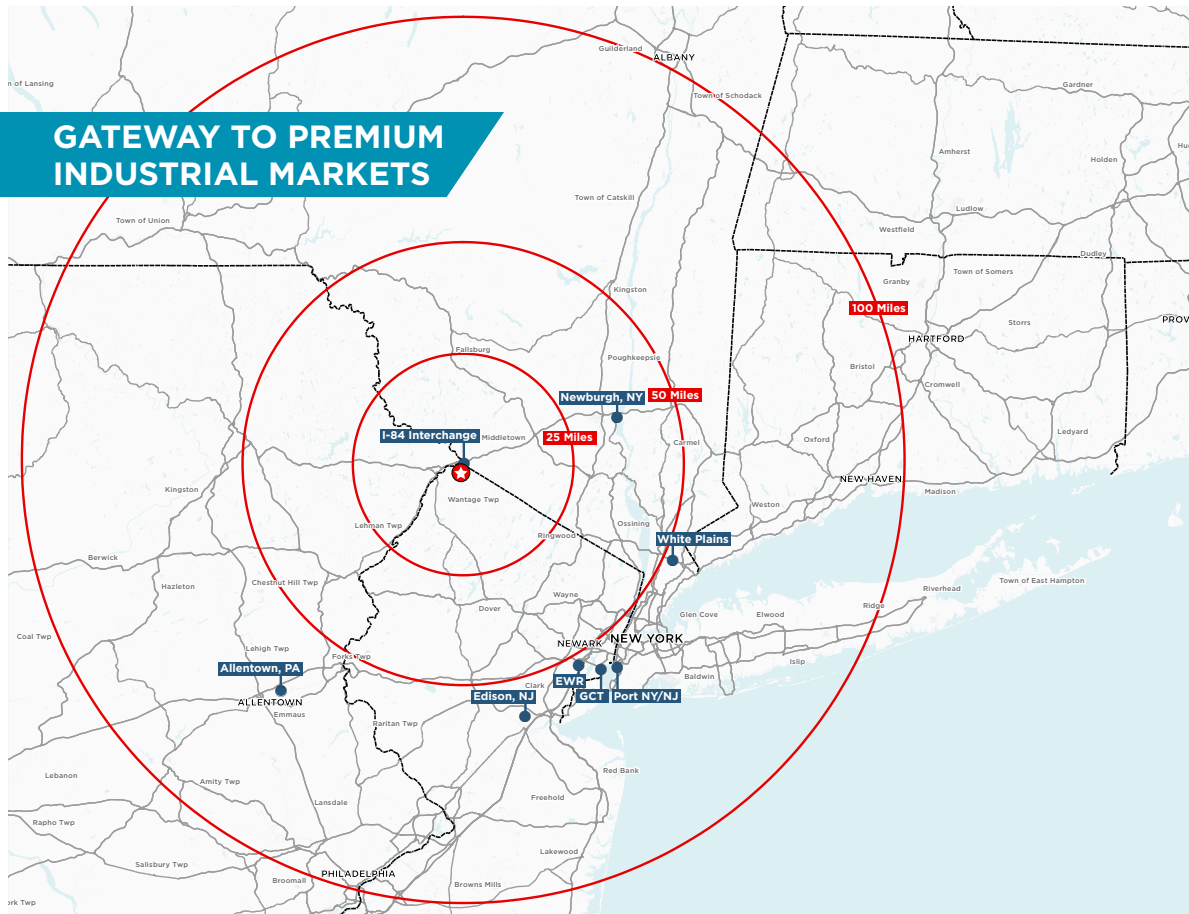 Guilderland
ALBANY
n of Lansing
Town of Schodack
Gardner
GATEWAY TO PREMIUM
INDUSTRIAL MARKETS
Amherst
Holden
Hu
Town of Union
Town of Catskill
Ludlow
Westfield
Dudley
Town of Somers
Granby
Kingston
100 Miles
PROV
Storrs
HARTFORD
Fallsburg
Poughkeepsie
Bristol
Cromwell
Newburgh, NY
50 Miles
I-84 Interchange
Middletown
25 Miles
Carmel
Oxford
Ledyard
NEW HAVEN
Kingston
Madison
Wantage Twp
Weston
Lehman Twp
Ossining
Ringwood
White Plains
Berwick
Hazleton
Chestnut Hill Twp
Wayne
Town of East Hampton
Riverhead
Dover
Glen Cove
Elwood
Ridge
Coal Twp
NEWARK
NEW YORK
Lehigh Twp
Forks Twp
Islip
Allentown, PA
EWR
Baldwin
Clark
Edison, NJ
GCT
Port NY/NJ
ALLENTOWN
Emmaus
Raritan Twp
Red Bank
Lebanon
Amity Twp
Lansdale
Freehold
Rapho Twp
Lakewood
Salisbury Twp
PHILADELPHIA
Broomall
Browns Mills
ork Twp